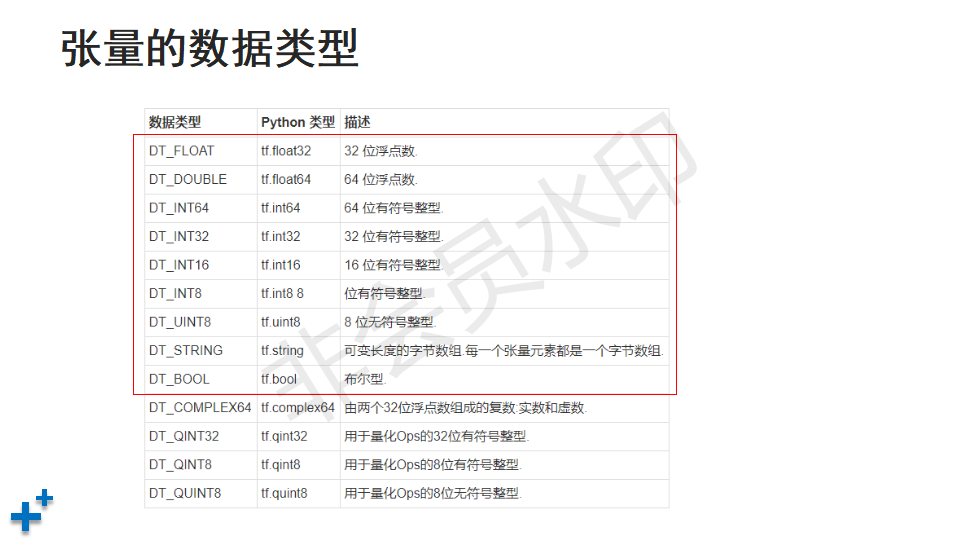 张量的数据类型
数据类型 Python 类型 描述
DT_FLOAT tf.float32 32 位浮点数.
DT_DOUBLE tf.float64 64 位浮点数.
DT_INT64 tf.int64 64 位有符号整型.
DT_INT32 tf.int32 32 位有符号整型.
DT_INT16 tf.int16 16 位有符号整型.
DT_INT8 tf.int8 8 位有符号整型.
DT_UINT8 tf.uint8 8 位无符号整型.
DT_STRING tf.string 可变长度的字节数组.每一个张量元素都是一个字节数组.
DT_BOOL tf.bool 布尔型.
DT_COMPLEX64 tf.complex64 由两个32位浮点数组成的复数:实数和虚数.
DT_QINT32 tf.qint32 用于量化Ops的32位有符号整型.
DT_QINT8 tf.qint8 用于量化Ops的8位有符号整型.
DT_QUINT8 tf.quint8 用于量化Ops的8位无符号整型.
非会员水印